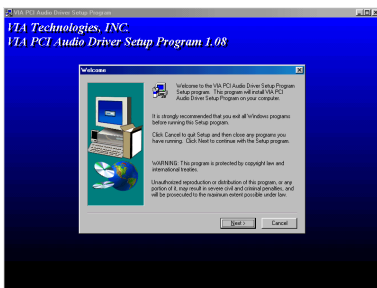 VIA PCI Audio Driver Setup Program
VIA Technologies, INC.
VIA PCI Audio Driver Setup Program 1.08
Welcome
Welcome to the VIA PCI Audio Driver Setup Program
Setup program. This program will install VIA PCI
Audio Driver Setup Program on your computer.
It is strongly recommended that you exit all Windows programs
before running this Setup program.
Click Cancel to quit Setup and then close any programs you
have running. Click Next to continue with the Setup program.
WARNING: This program is protected by copyright law and
international treaties.
Unauthorized reproduction or distribution of this program, or any
portion of it, may result in severe civil and criminal penalties, and
will be prosecuted to the maximum extent possible under law.
Next >
Cancel